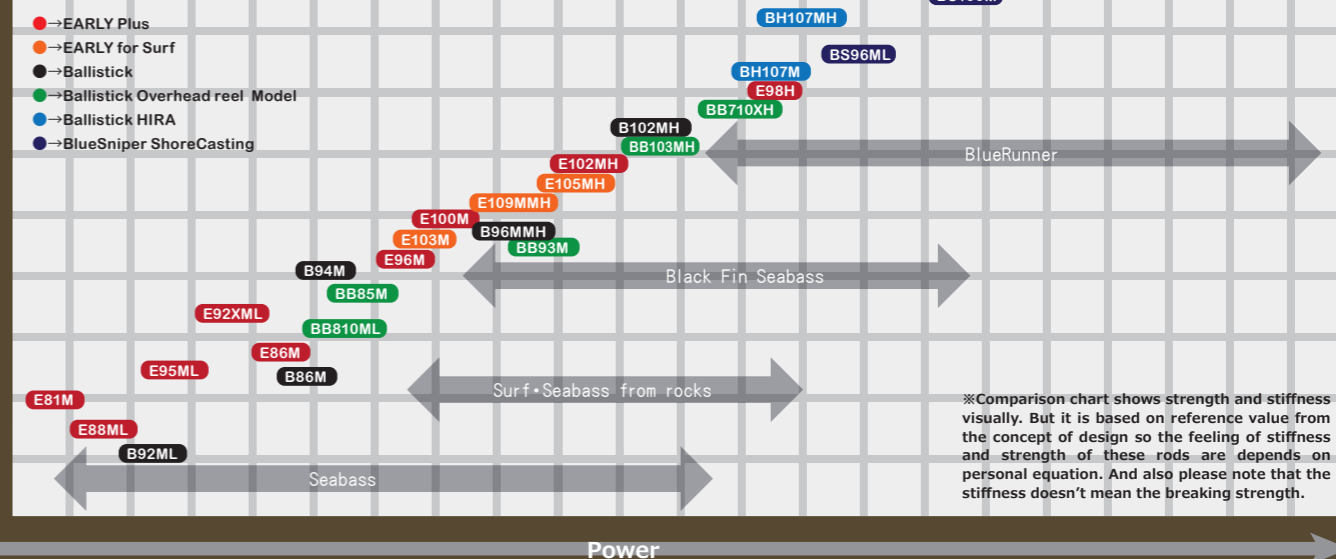 BH107MH
●→EARLY Plus
●→EARLY for Surf
BS96ML
●→Ballistick
BH107M
E98H
●→Ballistick Overhead reel Model
BB710XH
●→Ballistick HIRA
B102MH
●→BlueSniper ShoreCasting
BB103MH
BlueRunner
E102MH
E105MH
E109MMH
E100M
B96MMH
E103M
BB93M
E96M
B94M
Black Fin Seabass
BB85M
E92XML
BB810ML
E86M
E95ML
B86M
Surf・Seabass from rocks
E81M
※Comparison chart shows strength and stiffness
visually. But it is based on reference value from
the concept of design so the feeling of stiffness
and strength of these rods are depends on
personal equation. And also please note that the
stiffness doesn't mean the breaking strength.
E88ML
B92ML
Seabass
Power